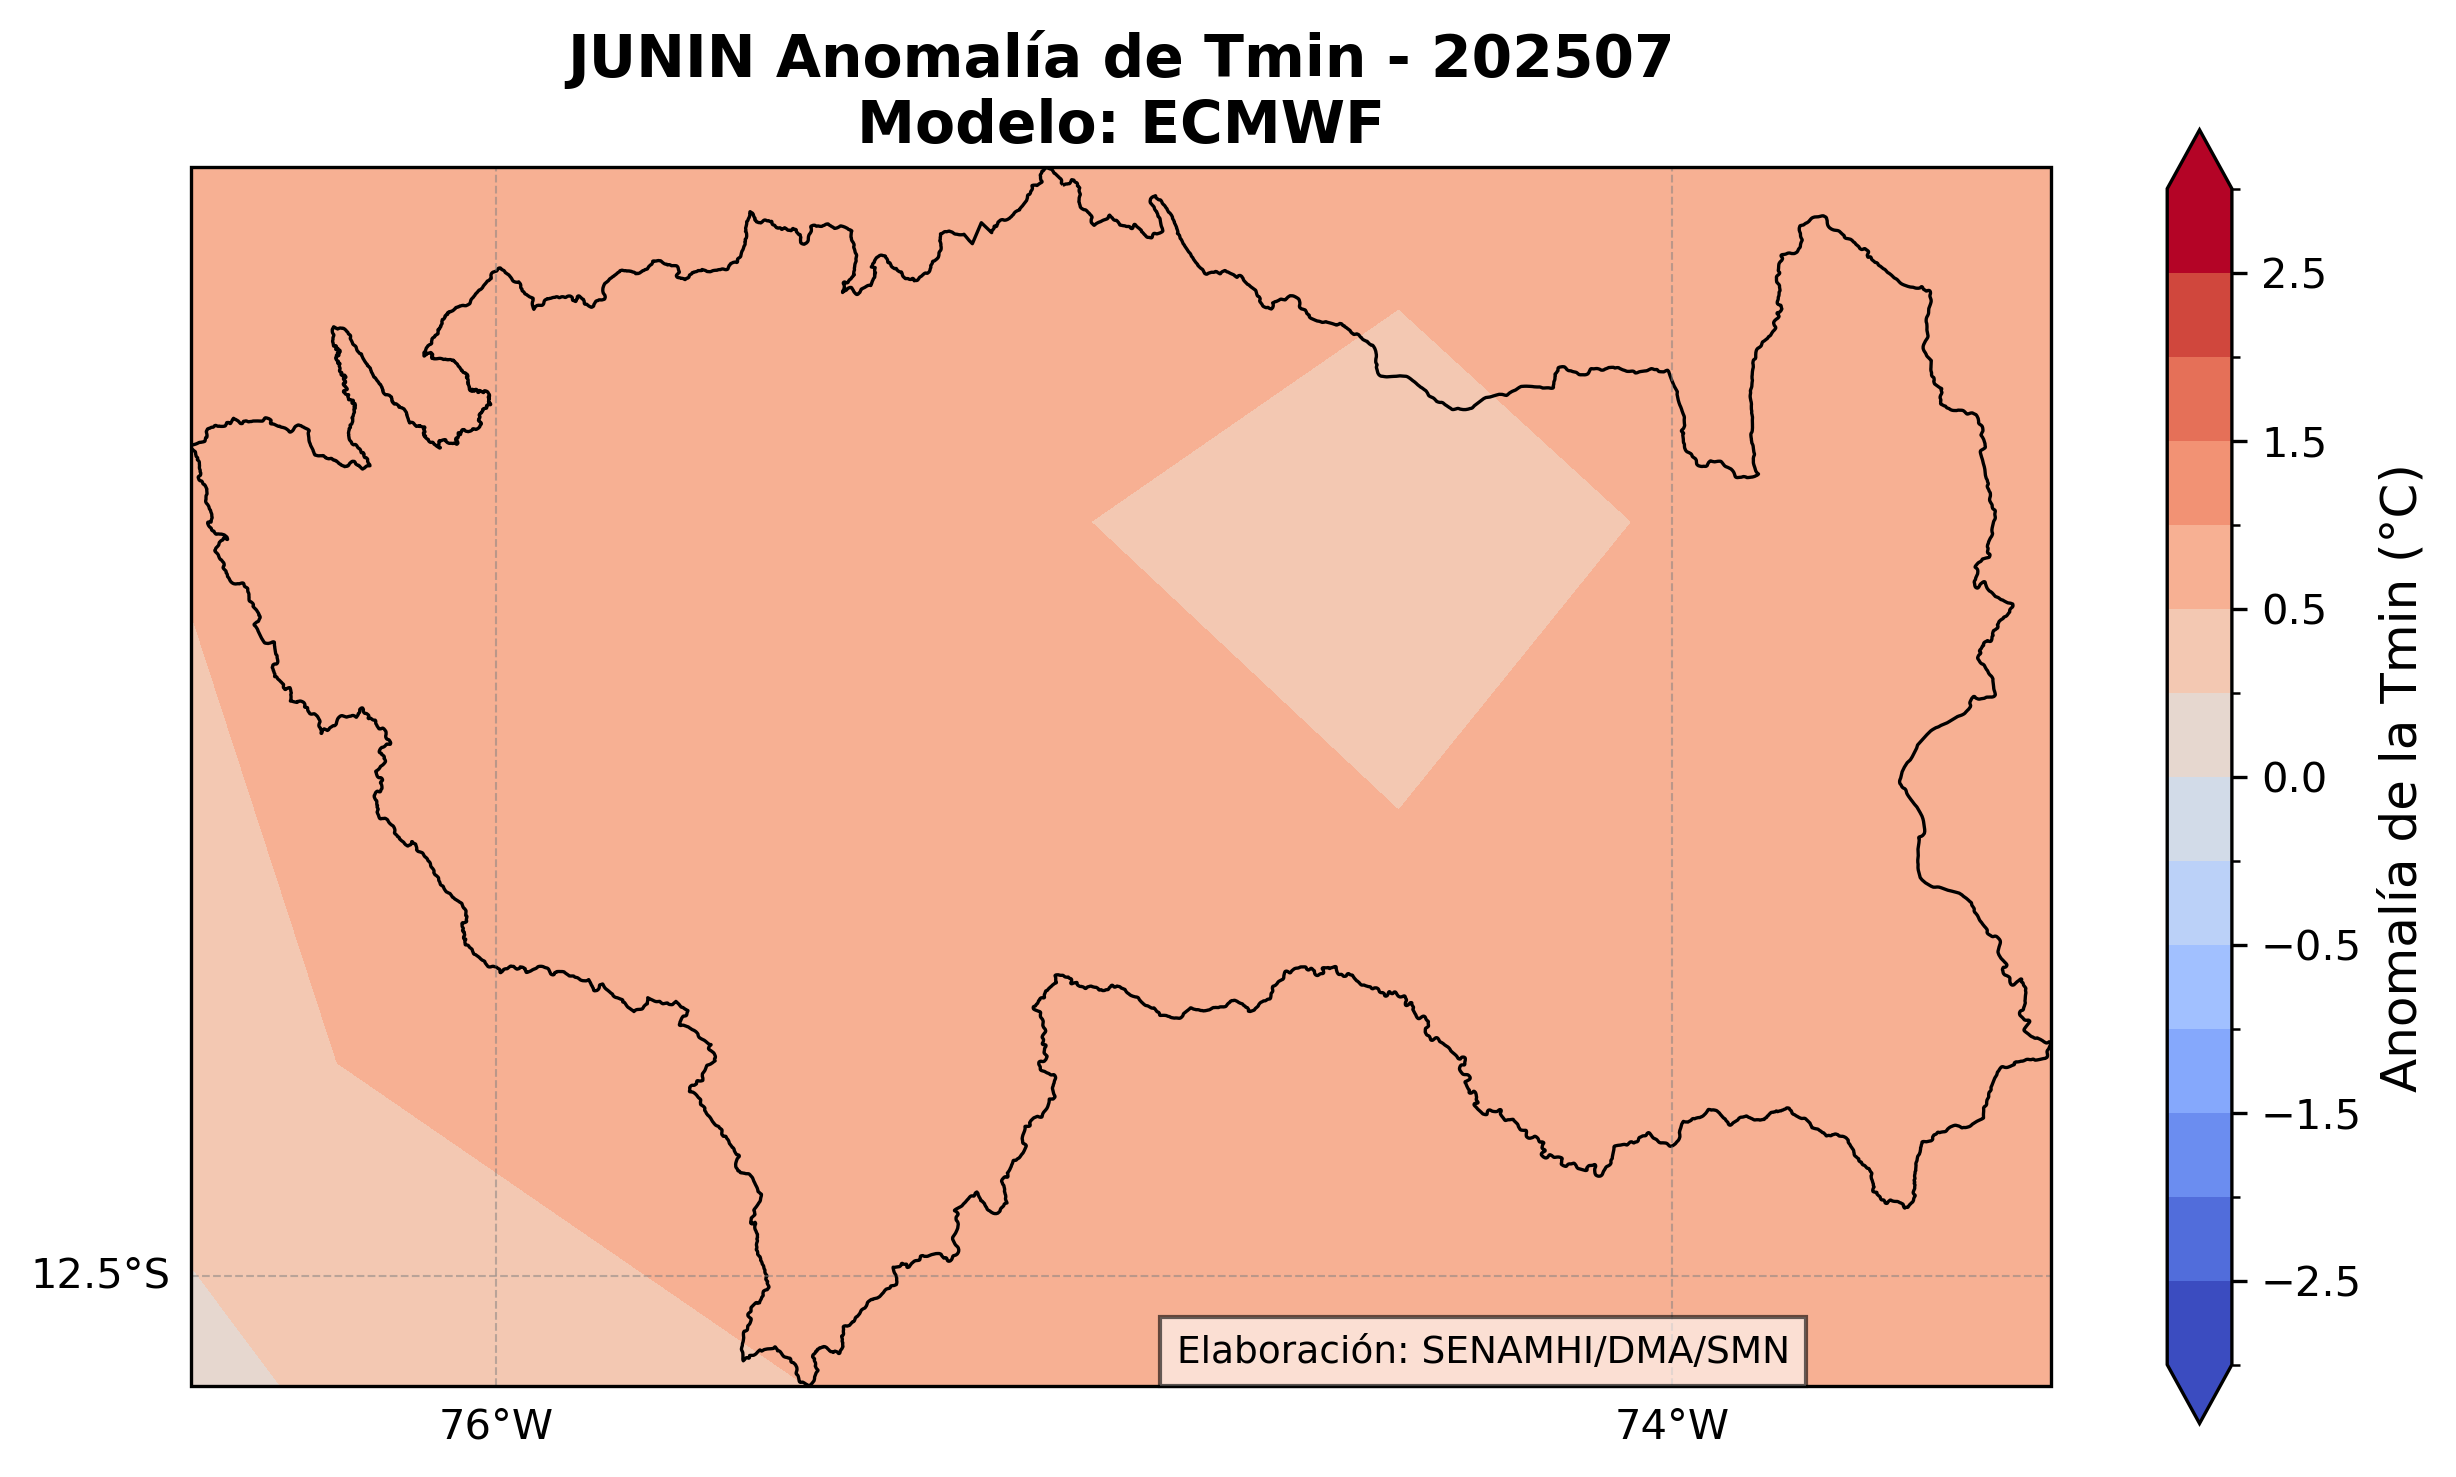 JUNIN Anomalía de Tmin - 202507
Modelo: ECMWF
2.5
1.5
0.5
0.0
−0.5
−1.5
−2.5
Anomalía de la Tmin (°C)
12.5°S
Elaboración: SENAMHI/DMA/SMN
76°W
74°W